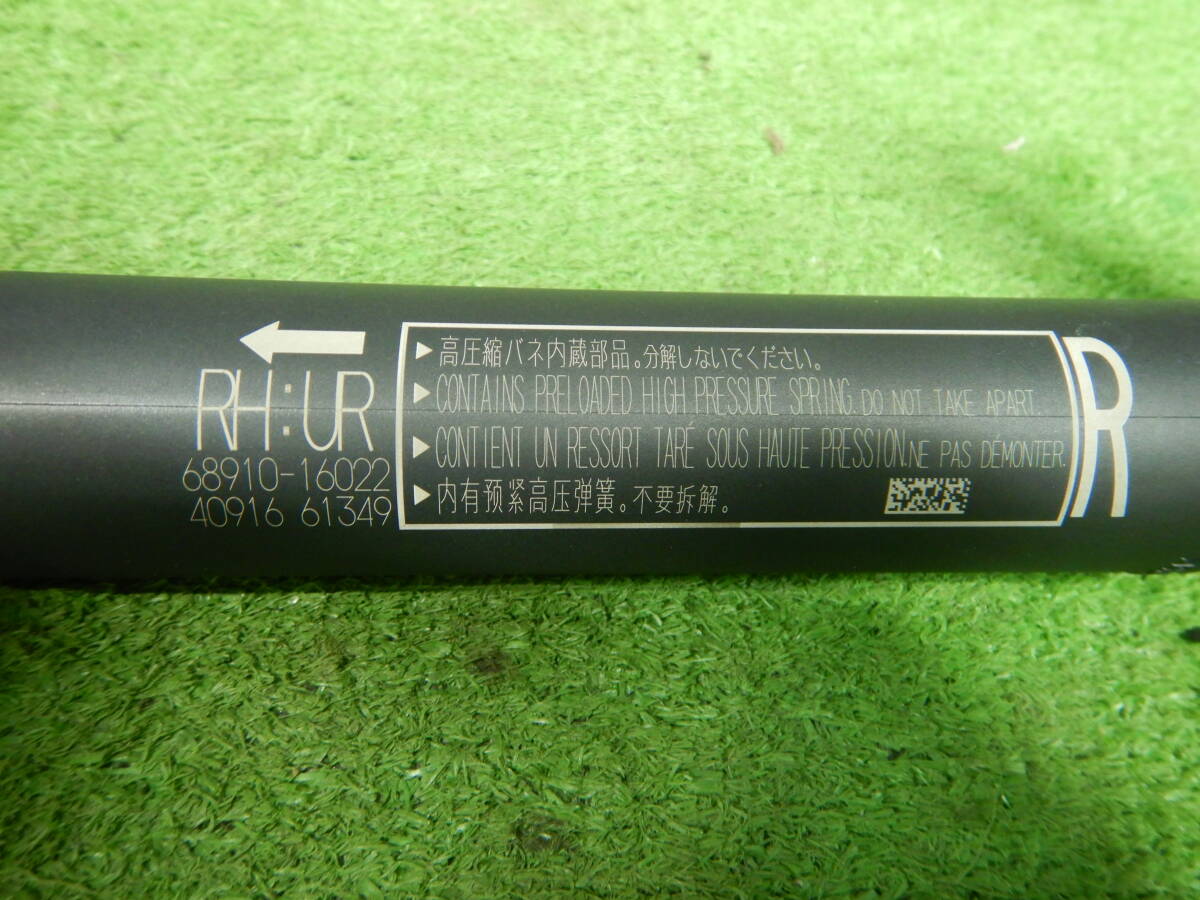 RH:UR
68910-16022
40916 61349
▶高圧縮バネ内蔵部品。分解しないでください。
▶CONTAINS PRELOADED HIGH PRESSURE SPRING. DO NOT TAKE APART
▶CONTIENT UN RESSORT TARÉ SOUS HAUTE PRESSION.NE PAS DÉMONTER.
▶内有预紧高压弹簧。不要拆解。
R